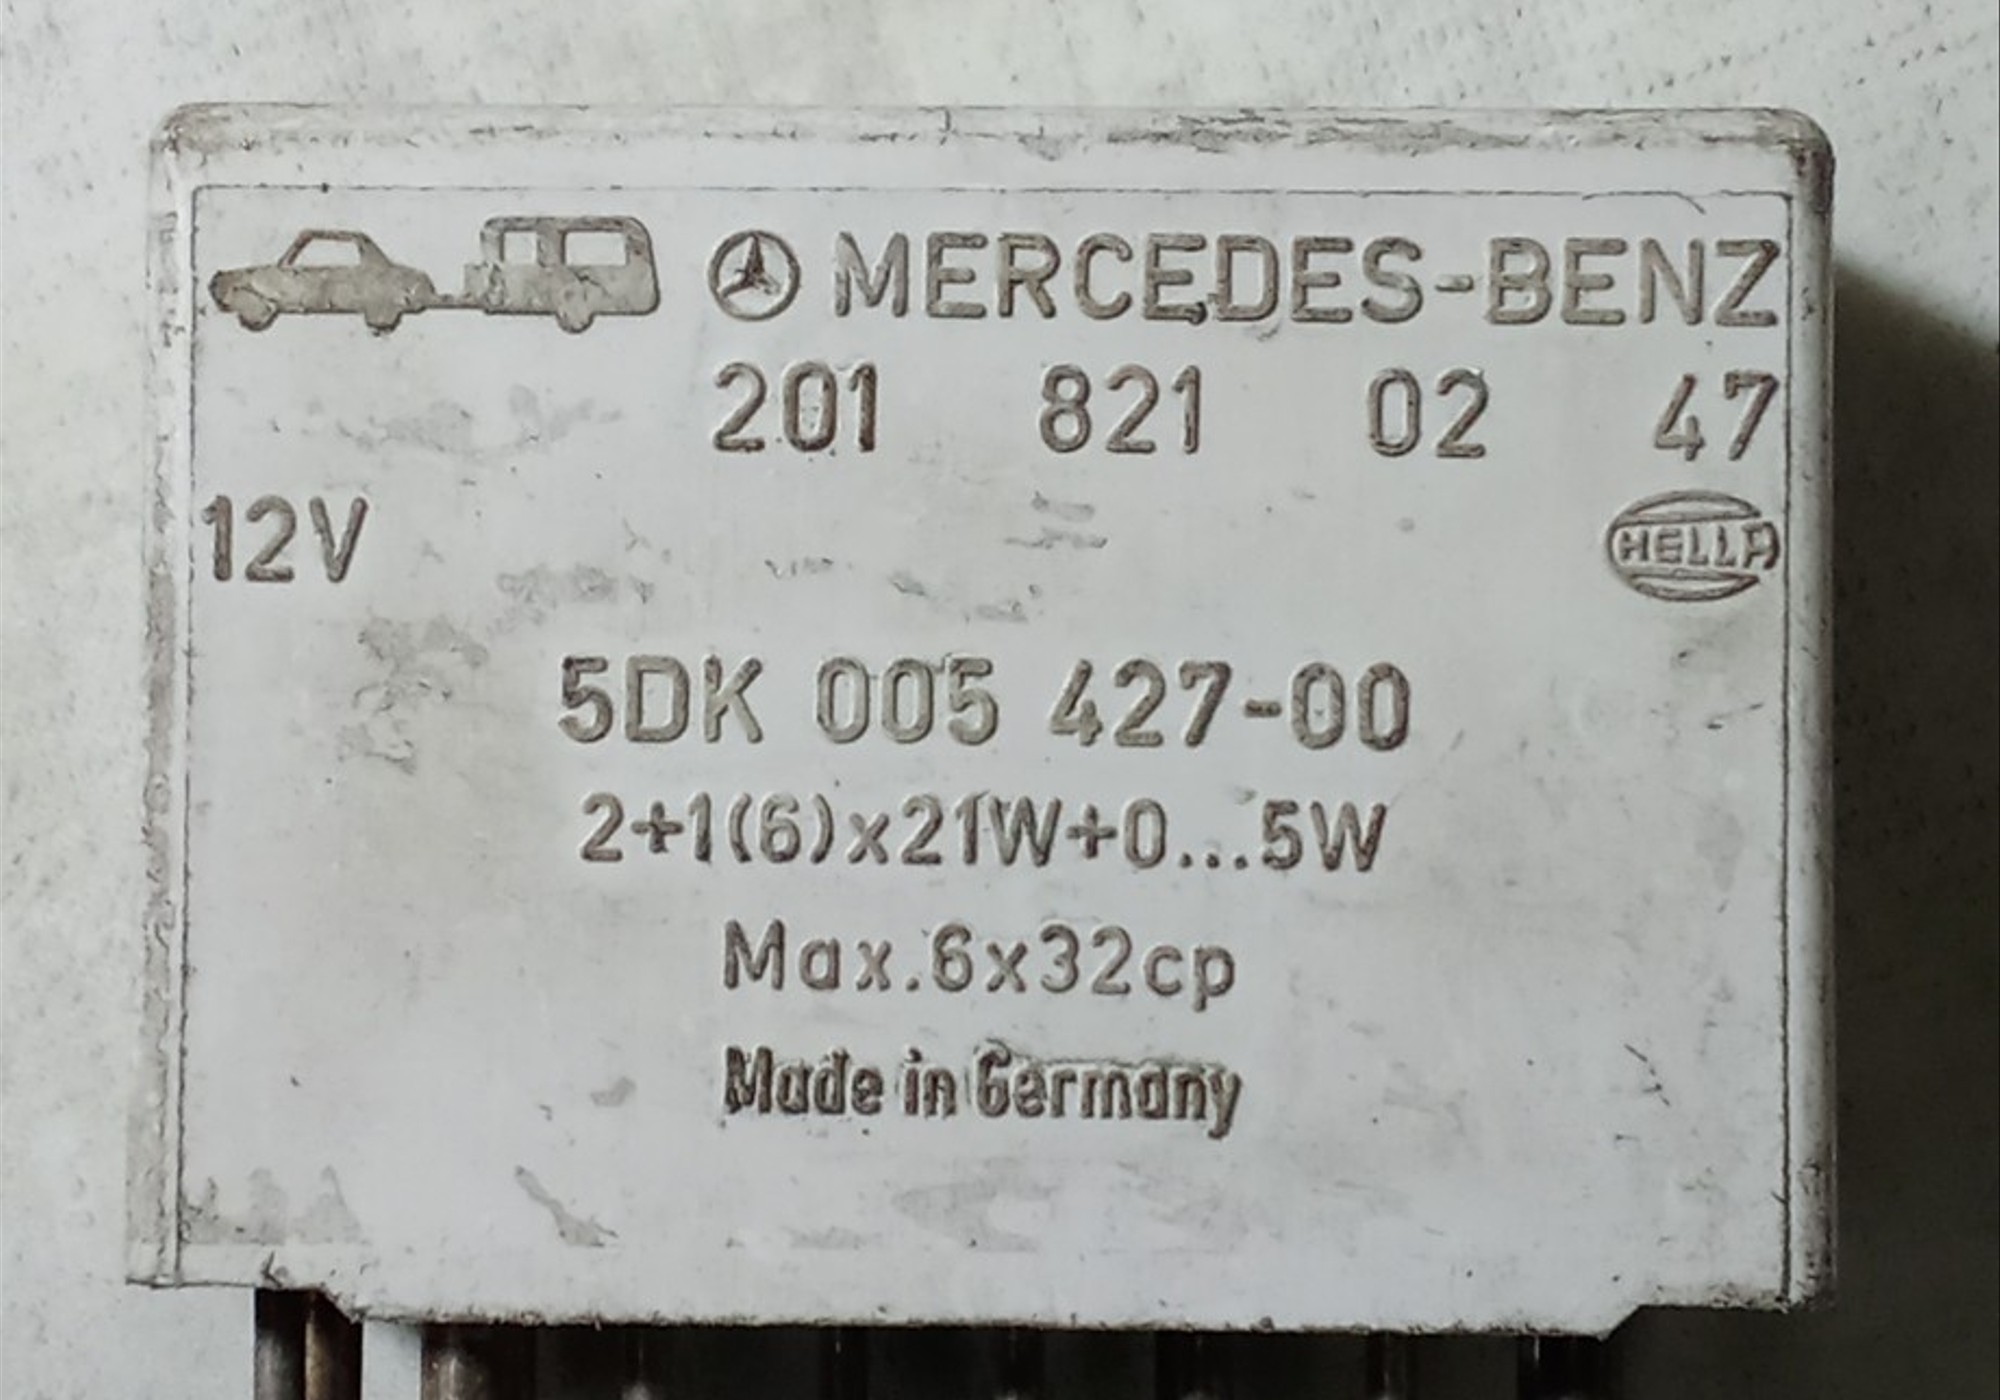 MERCEDES-BENZ
201 821 02 47
12V
HELLA
5DK 005 427-00
2+1(6)x21W+0...5W
Max.6x32cp
Made in Germany